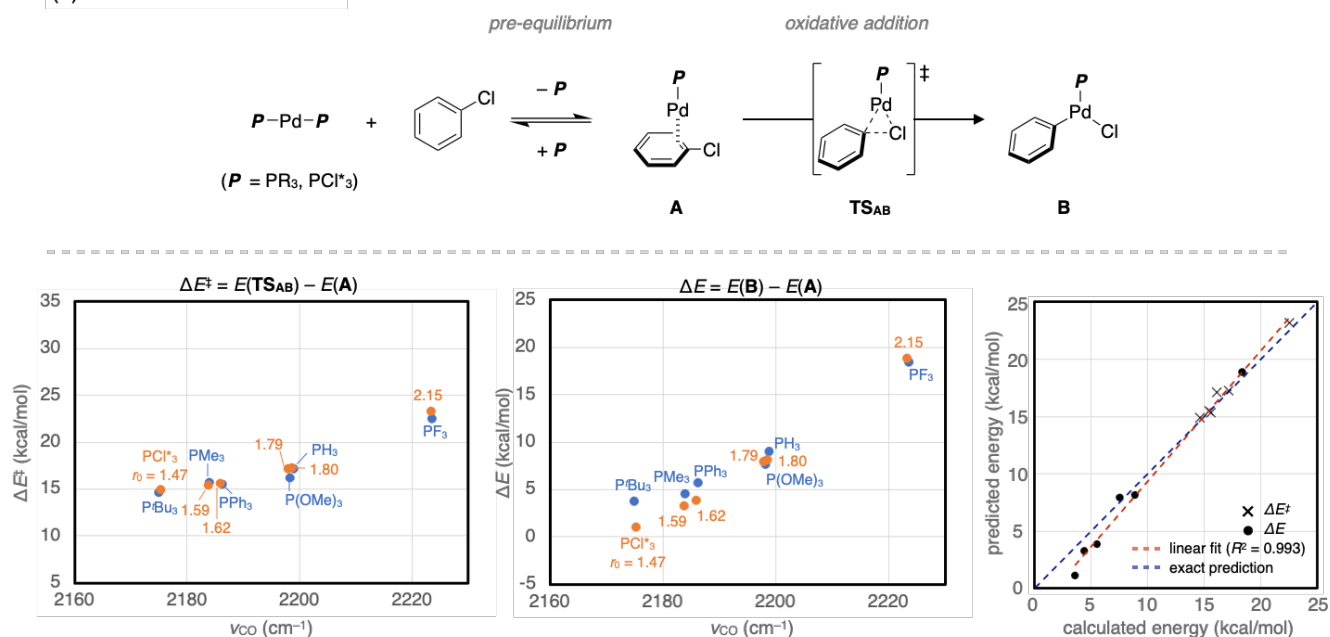 pre-equilibrium
oxidative addition
P–Pd–P
+
Cl
– P
+ P
P
Pd
Cl
P
Pd
Cl
‡
P
Pd
Cl
(P = PR₃, PCl*₃)
A
TS_AB
B
ΔE‡ = E(TS_AB) – E(A)
35
30
25
20
15
10
5
ΔE‡ (kcal/mol)
2160
2180
2200
2220
νCO (cm⁻¹)
2.15
PF₃
1.79
PH₃
1.80
P(OMe)₃
PCl*₃
r₀ = 1.47
PMe₃
PᵗBu₃
1.59
PPh₃
1.62
ΔE = E(B) – E(A)
25
20
15
10
5
0
-5
ΔE (kcal/mol)
2160
2180
2200
2220
νCO (cm⁻¹)
2.15
PF₃
PH₃
1.79
1.80
P(OMe)₃
PPh₃
PMe₃
PᵗBu₃
1.59
1.62
PCl*₃
r₀ = 1.47
25
20
15
10
5
0
predicted energy (kcal/mol)
ΔE‡
ΔE
linear fit (R² = 0.993)
exact prediction
0
5
10
15
20
25
calculated energy (kcal/mol)